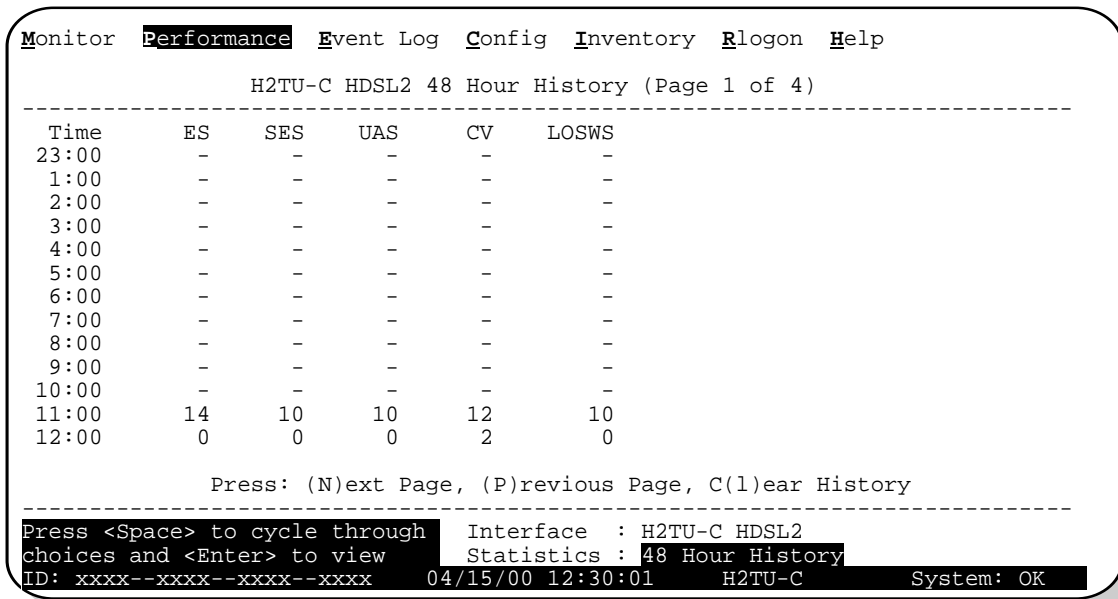 Monitor Performance Event Log Config Inventory Rlogon Help
H2TU-C HDSL2 48 Hour History (Page 1 of 4)
--------------------------------------------------------------------------------
Time ES SES UAS CV LOSWS
23:00 - - - - -
1:00 - - - - -
2:00 - - - - -
3:00 - - - - -
4:00 - - - - -
5:00 - - - - -
6:00 - - - - -
7:00 - - - - -
8:00 - - - - -
9:00 - - - - -
10:00 - - - - -
11:00 14 10 10 12 10
12:00 0 0 0 2 0
Press: (N)ext Page, (P)revious Page, C(l)ear History
--------------------------------------------------------------------------------
Press <Space> to cycle through Interface : H2TU-C HDSL2
choices and <Enter> to view Statistics : 48 Hour History
ID: xxxx--xxxx--xxxx--xxxx 04/15/00 12:30:01 H2TU-C System: OK